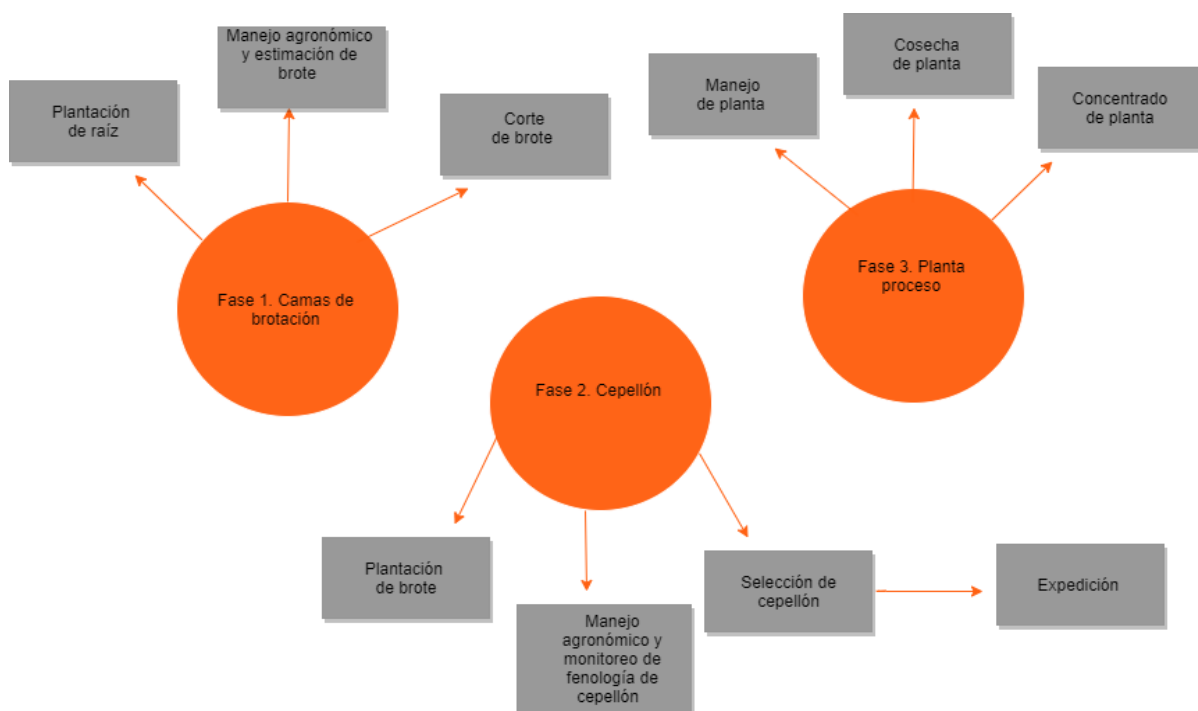 Manejo agronómico
y estimación de
brote
Plantación
de raíz
Corte
de brote
Fase 1. Camas de
brotación
Cosecha
de planta
Manejo
de planta
Concentrado
de planta
Fase 3. Planta
proceso
Fase 2. Cepellón
Plantación
de brote
Manejo
agronómico y
monitoreo de
fenología de
cepellón
Selección de
cepellón
Expedición